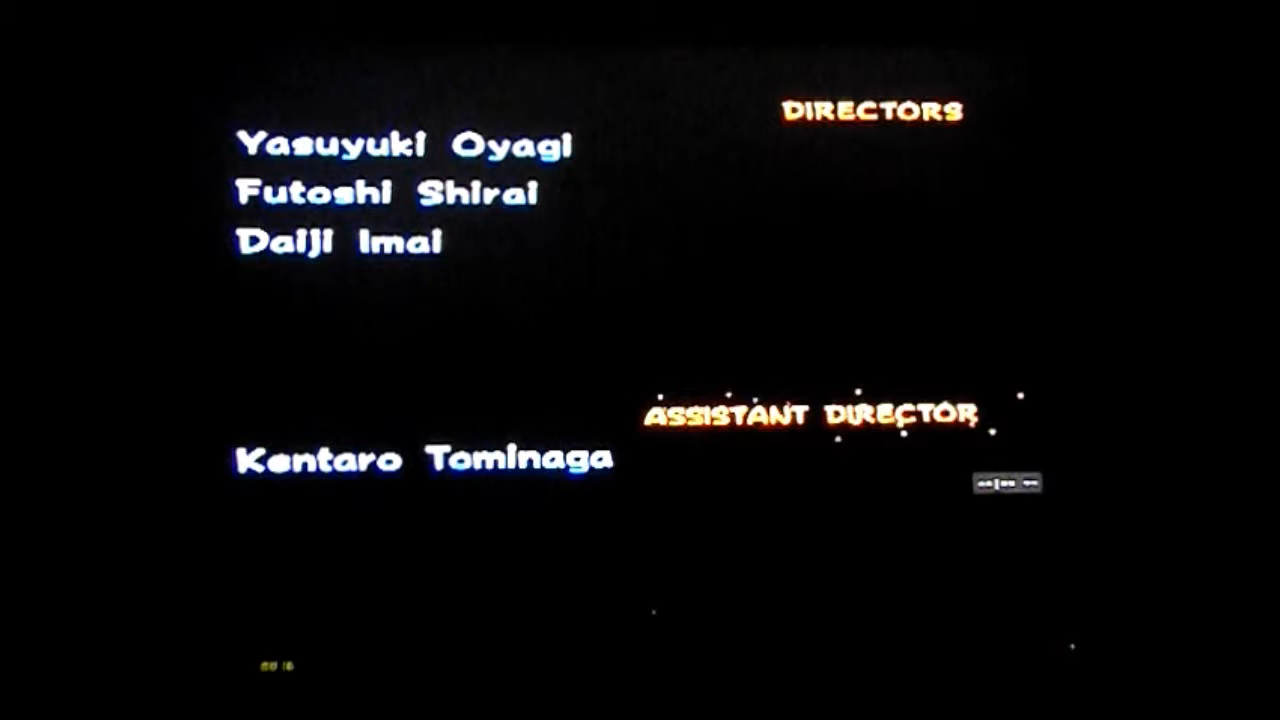 DIRECTORS
Yasuyuki Oyagi
Futoshi Shirai
Daiji Imai
ASSISTANT DIRECTOR
Kentaro Tominaga